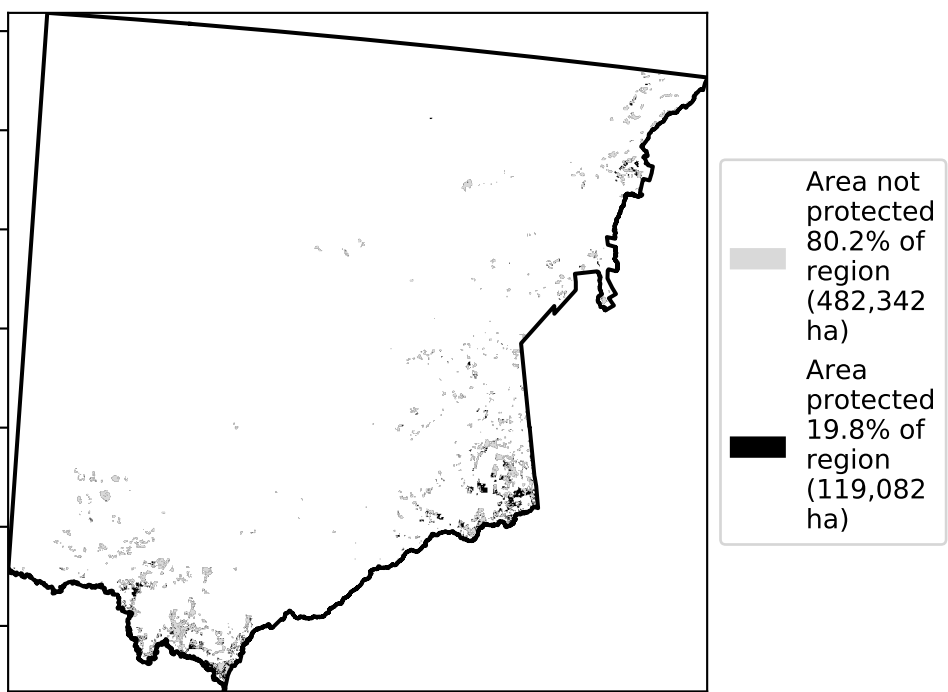 Area not
protected
80.2% of
region
(482,342
ha)
Area
protected
19.8% of
region
(119,082
ha)